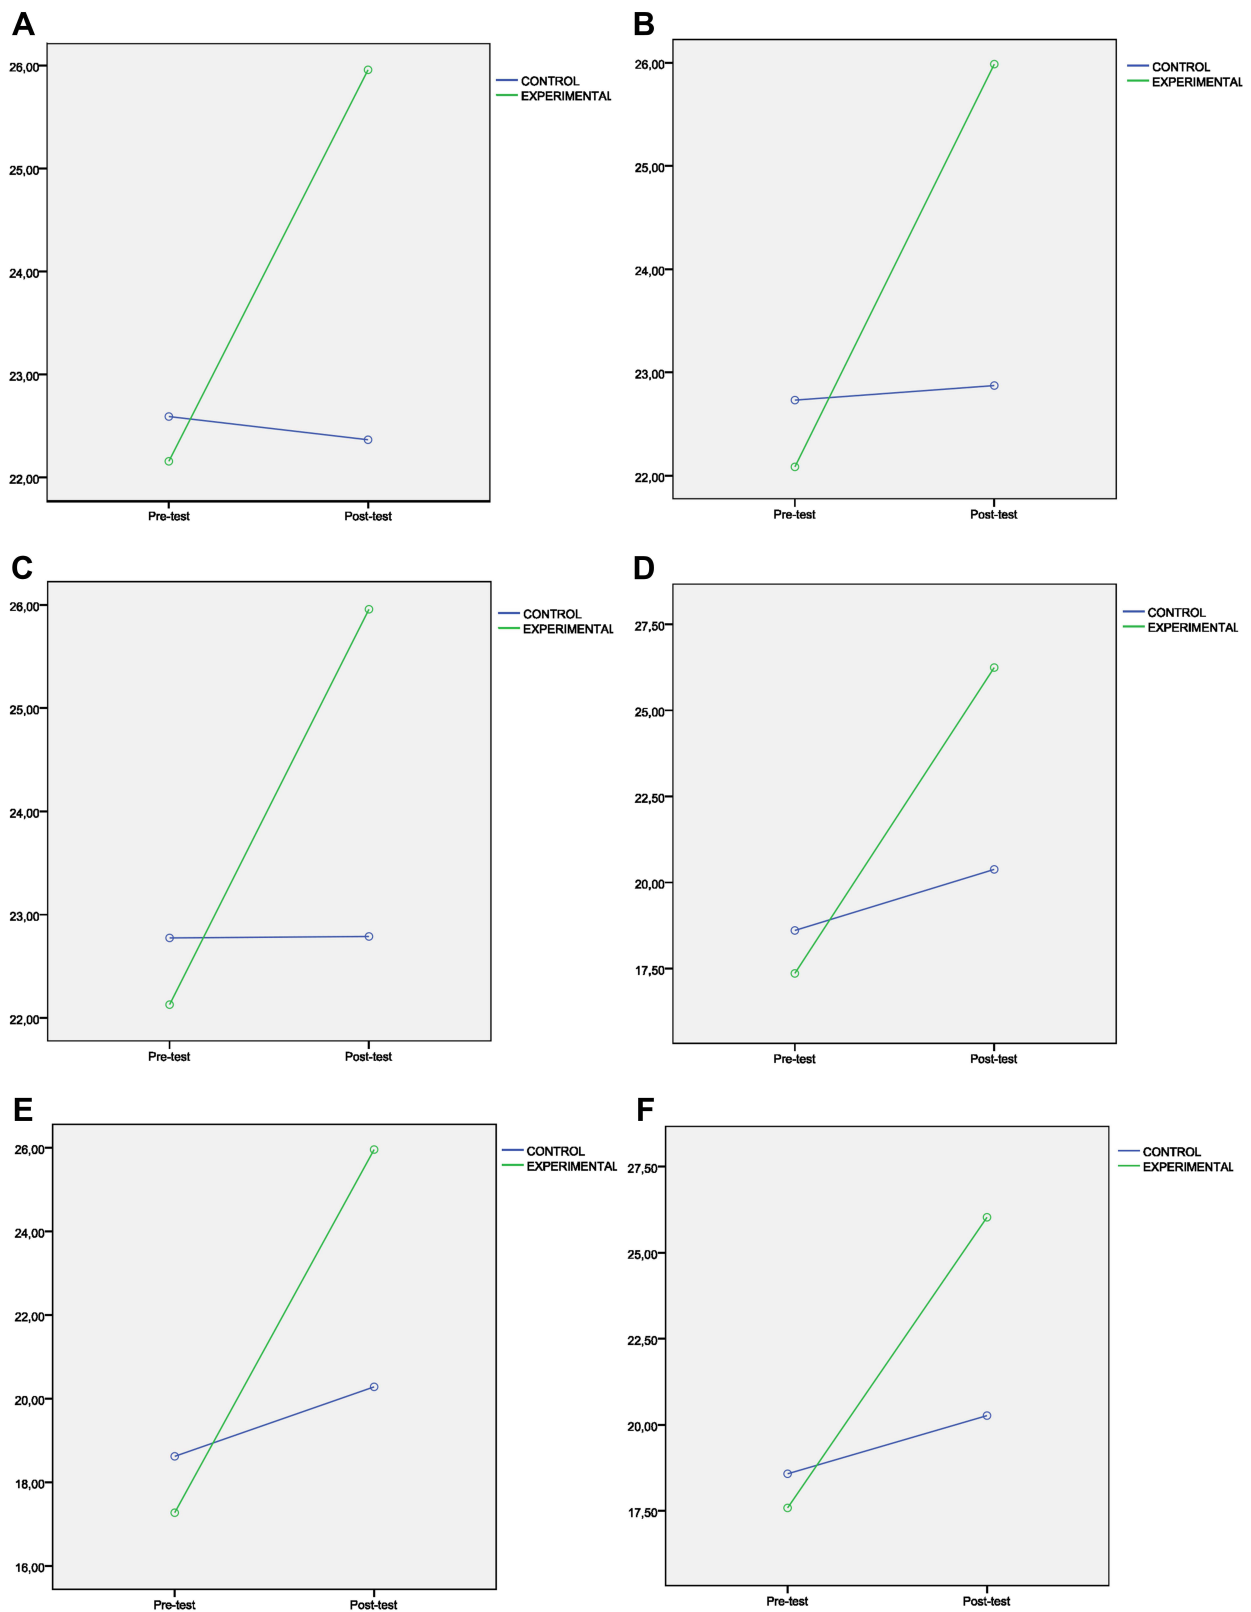 A
26,00
25,00
24,00
23,00
22,00
Pre-test
Post-test
CONTROL
EXPERIMENTAL
B
26,00
25,00
24,00
23,00
22,00
Pre-test
Post-test
CONTROL
EXPERIMENTAL
C
26,00
25,00
24,00
23,00
22,00
Pre-test
Post-test
CONTROL
EXPERIMENTAL
D
27,50
25,00
22,50
20,00
17,50
Pre-test
Post-test
CONTROL
EXPERIMENTAL
E
26,00
24,00
22,00
20,00
18,00
16,00
Pre-test
Post-test
CONTROL
EXPERIMENTAL
F
27,50
25,00
22,50
20,00
17,50
Pre-test
Post-test
CONTROL
EXPERIMENTAL